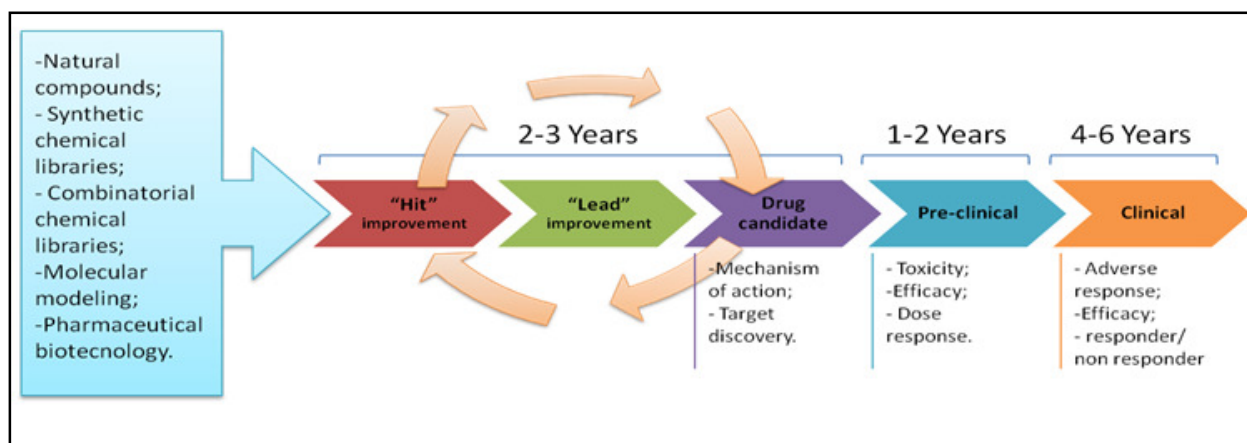 -Natural
compounds;
- Synthetic
chemical
libraries;
- Combinatorial
chemical
libraries;
-Molecular
modeling;
-Pharmaceutical
biotecnology.
2-3 Years
1-2 Years
4-6 Years
"Hit"
improvement
"Lead"
improvement
Drug
candidate
Pre-clinical
Clinical
-Mechanism
of action;
- Target
discovery.
- Toxicity;
-Efficacy;
- Dose
response.
- Adverse
response;
-Efficacy;
- responder/
non responder